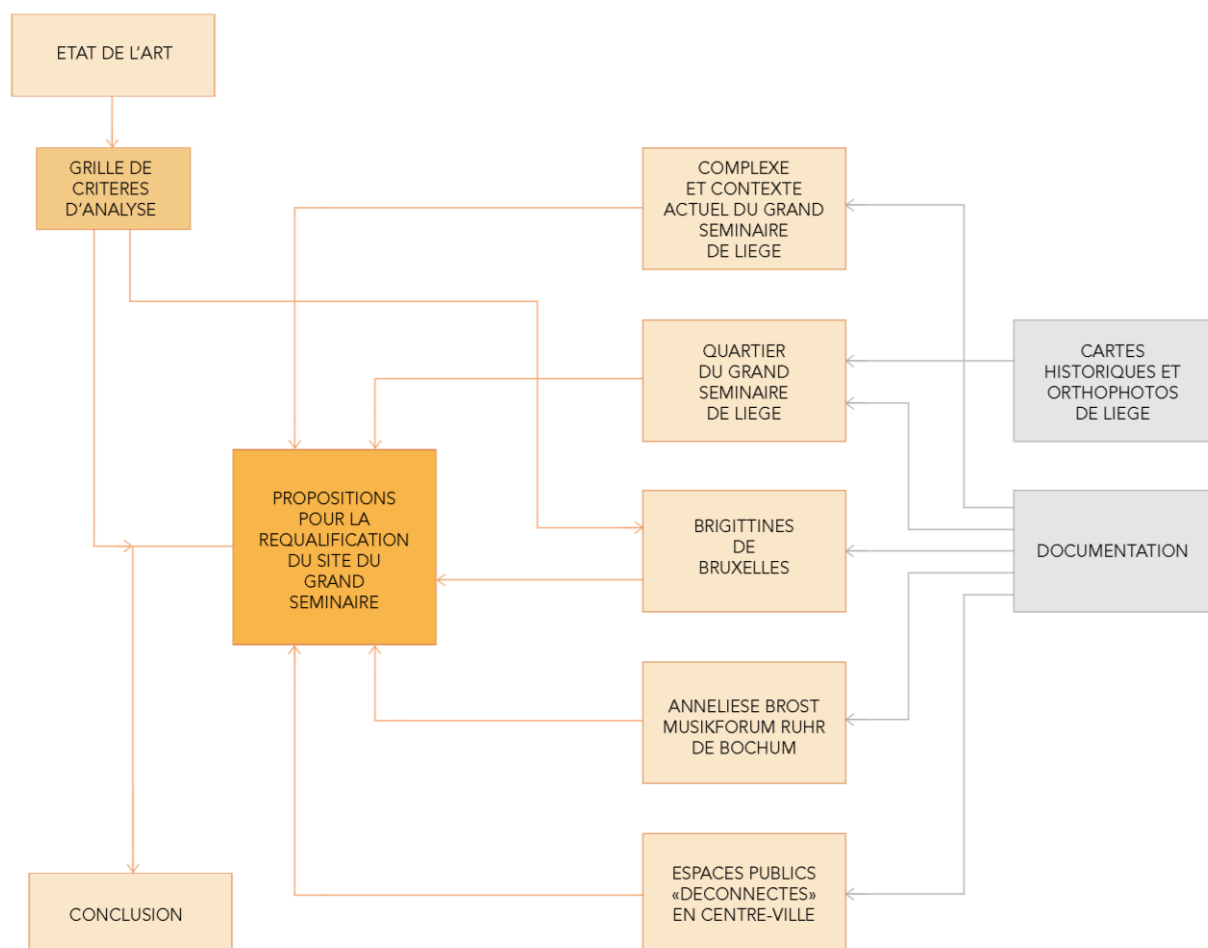 ETAT DE L'ART
GRILLE DE
CRITERES
D'ANALYSE
COMPLEXE
ET CONTEXTE
ACTUEL DU GRAND
SEMINAIRE
DE LIEGE
QUARTIER
DU GRAND
SEMINAIRE
DE LIEGE
CARTES
HISTORIQUES ET
ORTHOPHOTOS
DE LIEGE
PROPOSITIONS
POUR LA
REQUALIFICATION
DU SITE DU
GRAND
SEMINAIRE
BRIGITTINES
DE
BRUXELLES
DOCUMENTATION
ANNELIESE BROST
MUSIKFORUM RUHR
DE BOCHUM
ESPACES PUBLICS
«DECONNECTES»
EN CENTRE-VILLE
CONCLUSION